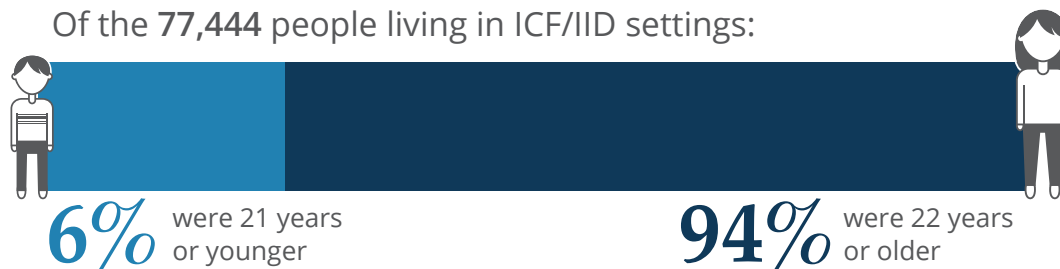 Of the 77,444 people living in ICF/IID settings:
6% were 21 years
or younger
94% were 22 years
or older